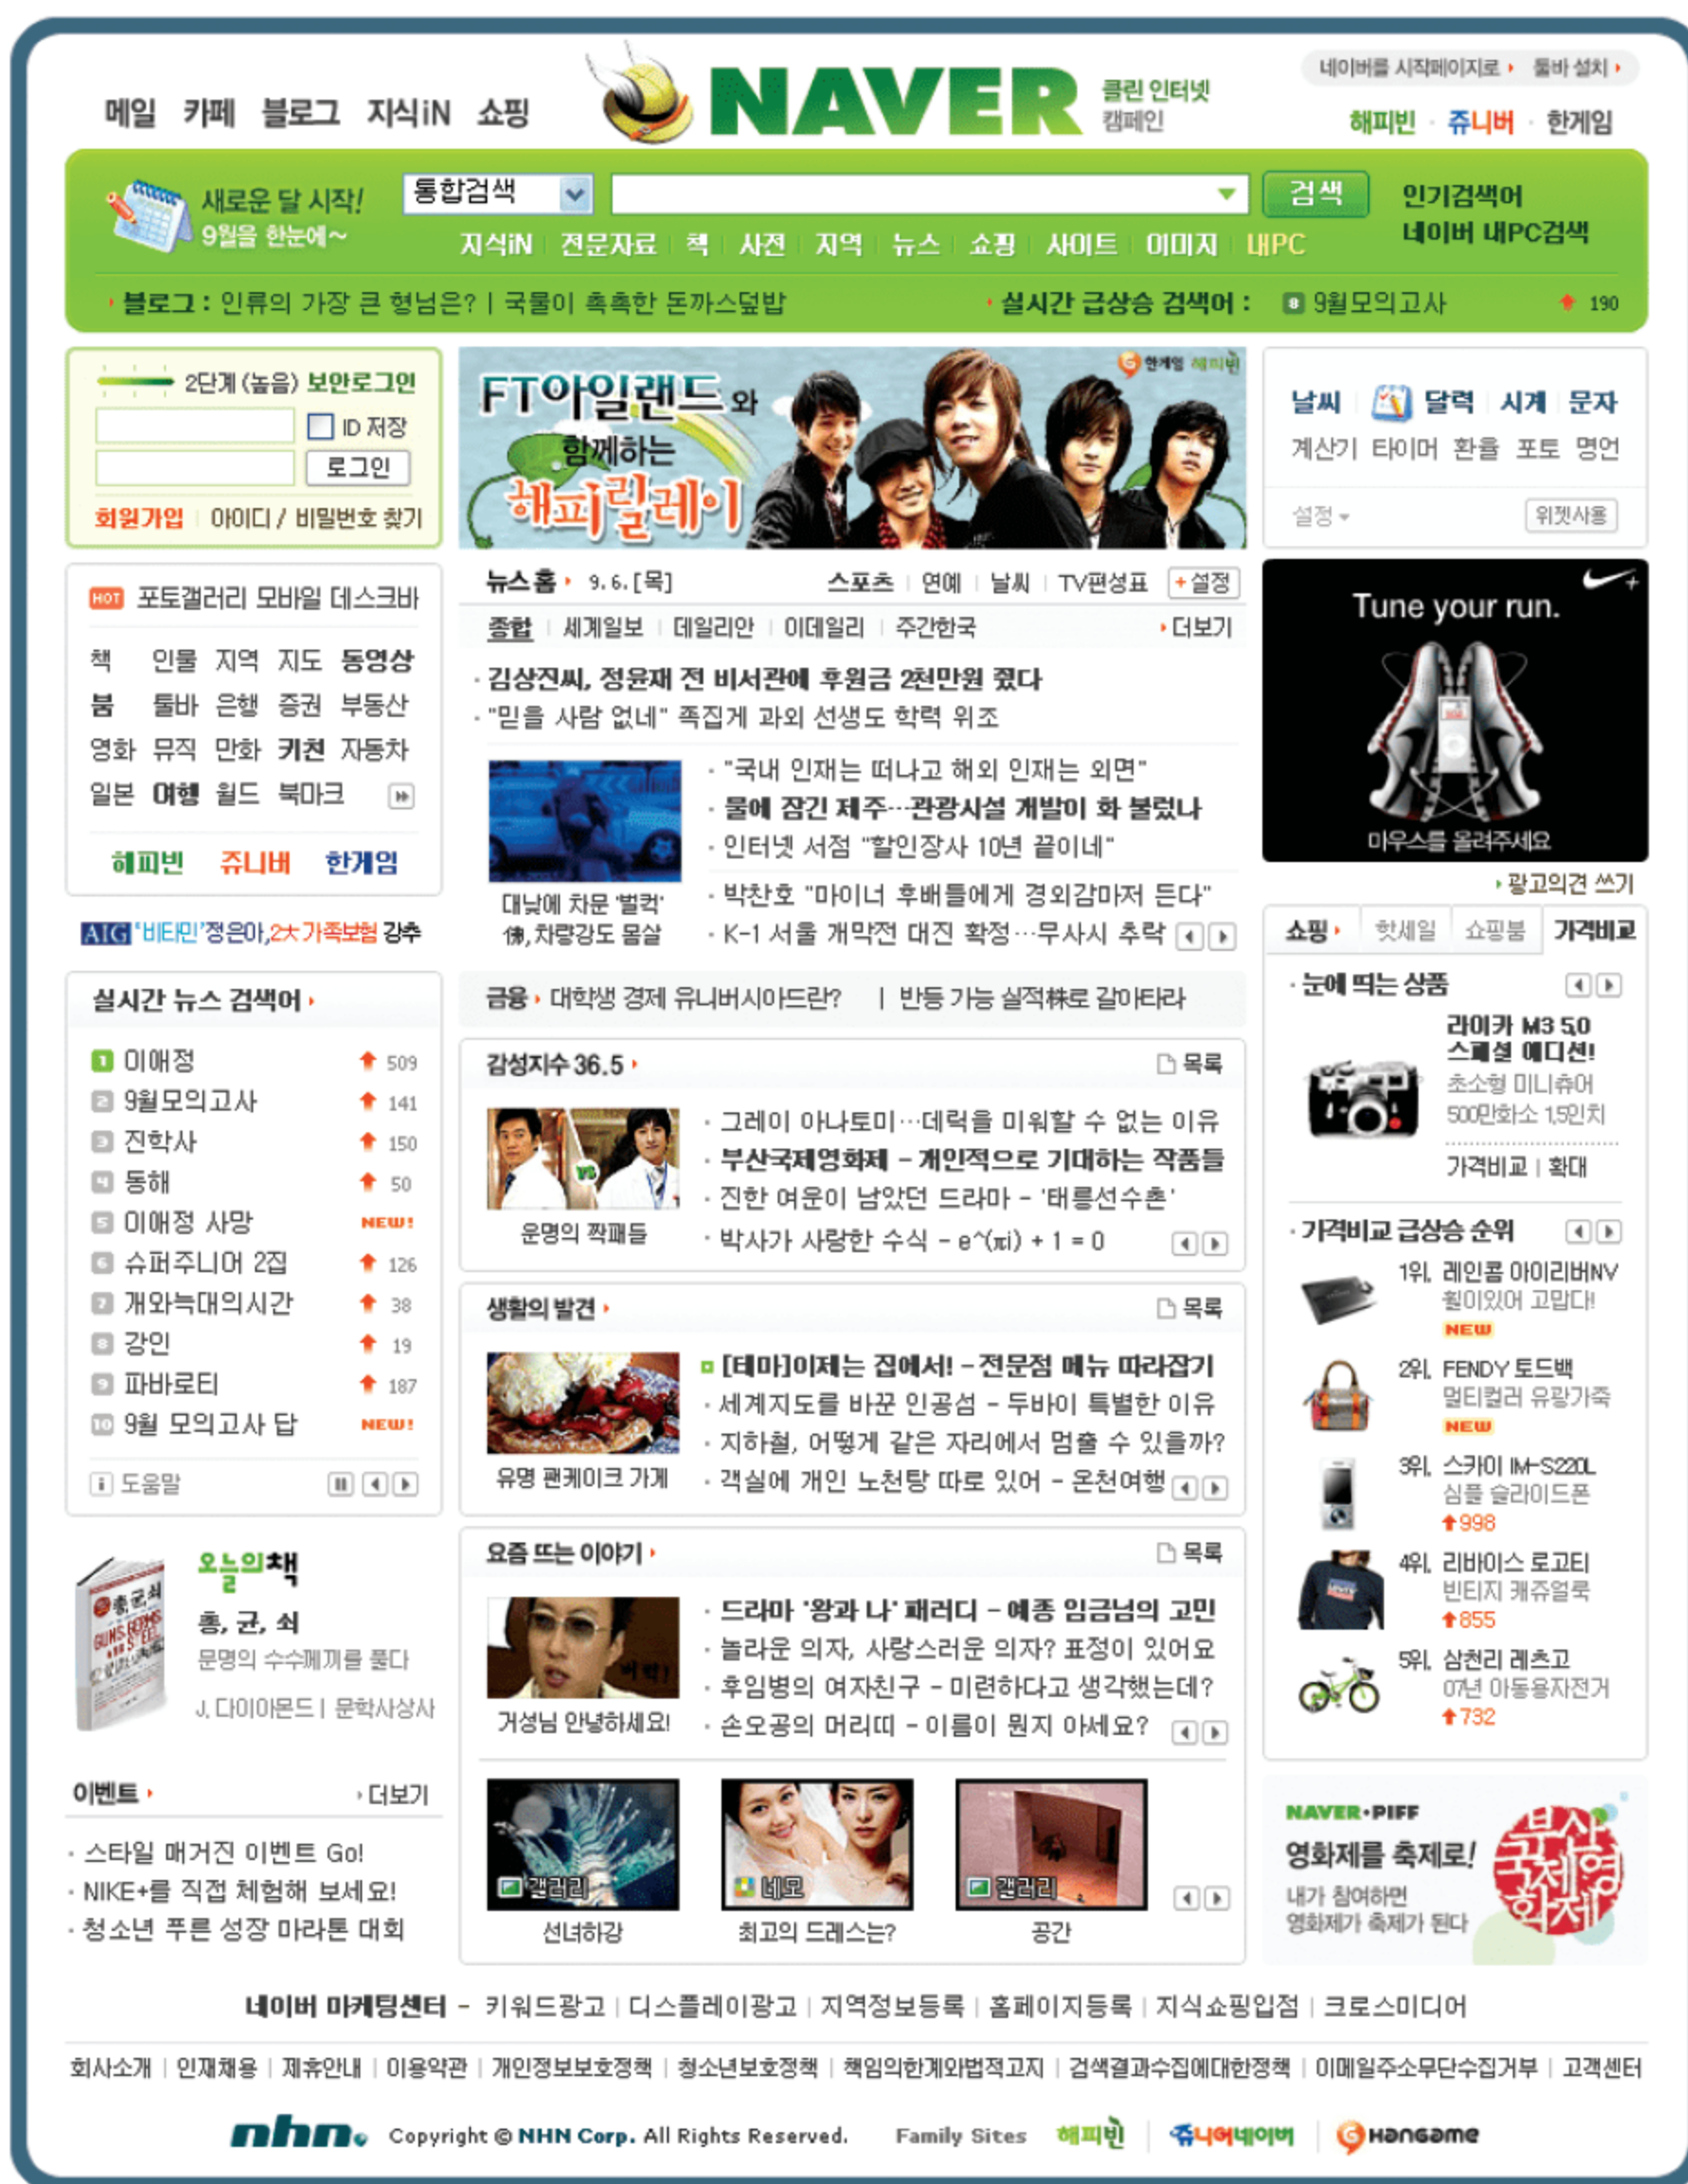 네이버를 시작페이지로 툴바 설치
메일 카페 블로그 지식iN 쇼핑
NAVER
클린 인터넷
캠페인
해피빈 쥬니버 한게임
새로운 달 시작!
9월을 한눈에~
통합검색
검색
인기검색어
네이버 내PC검색
지식iN 전문자료 책 사전 지역 뉴스 쇼핑 사이트 이미지 내PC
블로그 : 인류의 가장 큰 형님은? | 국물이 촉촉한 돈까스덮밥
실시간 급상승 검색어 : 8 9월모의고사 190
2단계 (높음) 보안로그인
ID 저장
로그인
회원가입 아이디 / 비밀번호 찾기
HOT 포토갤러리 모바일 데스크바
책 인물 지역 지도 동영상
붐 툴바 은행 증권 부동산
영화 뮤직 만화 키친 자동차
일본 여행 월드 북마크
해피빈 쥬니버 한게임
AIG '비타민'정은아,2大가족보험 강추
실시간 뉴스 검색어
1 이애정 509
2 9월모의고사 141
3 진학사 150
4 동해 50
5 이애정 사망 NEW!
6 슈퍼주니어 2집 126
7 개와늑대의시간 38
8 강인 19
9 파바로티 187
10 9월 모의고사 답 NEW!
도움말
오늘의책
총, 균, 쇠
GUNS, GERMS & STEEL
총, 균, 쇠
문명의 수수께끼를 풀다
J. 다이아몬드 | 문학사상사
이벤트 더보기
· 스타일 매거진 이벤트 Go!
· NIKE+를 직접 체험해 보세요!
· 청소년 푸른 성장 마라톤 대회
한게임 해피빈
FT아일랜드와
함께하는
해피릴레이
뉴스홈 9.6.[목] 스포츠 연예 날씨 TV편성표 +설정
종합 세계일보 데일리안 이데일리 주간한국 더보기
· 김상진씨, 정윤재 전 비서관에 후원금 2천만원 줬다
· "믿을 사람 없네" 족집게 과외 선생도 학력 위조
· "국내 인재는 떠나고 해외 인재는 외면"
· 물에 잠긴 제주…관광시설 개발이 화 불렀나
· 인터넷 서점 "할인장사 10년 끝이네"
· 박찬호 "마이너 후배들에게 경외감마저 든다"
· K-1 서울 개막전 대진 확정…무사시 추락
대낮에 차문 '벌컥'
佛, 차량강도 몸살
금융 대학생 경제 유니버시아드란? | 반등 가능 실적株로 갈아타라
감성지수 36.5 목록
VS
운명의 짝패들
· 그레이 아나토미…데릭을 미워할 수 없는 이유
· 부산국제영화제 - 개인적으로 기대하는 작품들
· 진한 여운이 남았던 드라마 - '태릉선수촌'
· 박사가 사랑한 수식 - e^(πi) + 1 = 0
생활의 발견 목록
유명 팬케이크 가게
[테마]이제는 집에서! - 전문점 메뉴 따라잡기
· 세계지도를 바꾼 인공섬 - 두바이 특별한 이유
· 지하철, 어떻게 같은 자리에서 멈출 수 있을까?
· 객실에 개인 노천탕 따로 있어 - 온천여행
요즘 뜨는 이야기 목록
거성님 안녕하세요!
· 드라마 '왕과 나' 패러디 - 예종 임금님의 고민
· 놀라운 의자, 사랑스러운 의자? 표정이 있어요
· 후임병의 여자친구 - 미련하다고 생각했는데?
· 손오공의 머리띠 - 이름이 뭔지 아세요?
갤러리 네모 갤러리
선녀하강 최고의 드레스는? 공간
날씨 달력 시계 문자
계산기 타이머 환율 포토 명언
설정 위젯사용
Tune your run.
마우스를 올려주세요
광고의견 쓰기
쇼핑 핫세일 쇼핑붐 가격비교
· 눈에 띄는 상품
라이카 M3 5.0
스페셜 에디션!
초소형 미니츄어
500만화소 1.5인치
가격비교 | 확대
· 가격비교 급상승 순위
1위. 레인콤 아이리버NV
휠이있어 고맙다!
NEW
2위. FENDY 토드백
멀티컬러 유광가죽
NEW
3위. 스카이 IM-S220L
심플 슬라이드폰
998
4위. 리바이스 로고티
빈티지 캐쥬얼룩
855
5위. 삼천리 레츠고
07년 아동용자전거
732
NAVER·PIFF
영화제를 축제로!
내가 참여하면
영화제가 축제가 된다
부산국제영화제
네이버 마케팅센터 - 키워드광고 | 디스플레이광고 | 지역정보등록 | 홈페이지등록 | 지식쇼핑입점 | 크로스미디어
회사소개 | 인재채용 | 제휴안내 | 이용약관 | 개인정보보호정책 | 청소년보호정책 | 책임의한계와법적고지 | 검색결과수집에대한정책 | 이메일주소무단수집거부 | 고객센터
nhn. Copyright © NHN Corp. All Rights Reserved. Family Sites 해피빈 쥬니어네이버 HANGAME